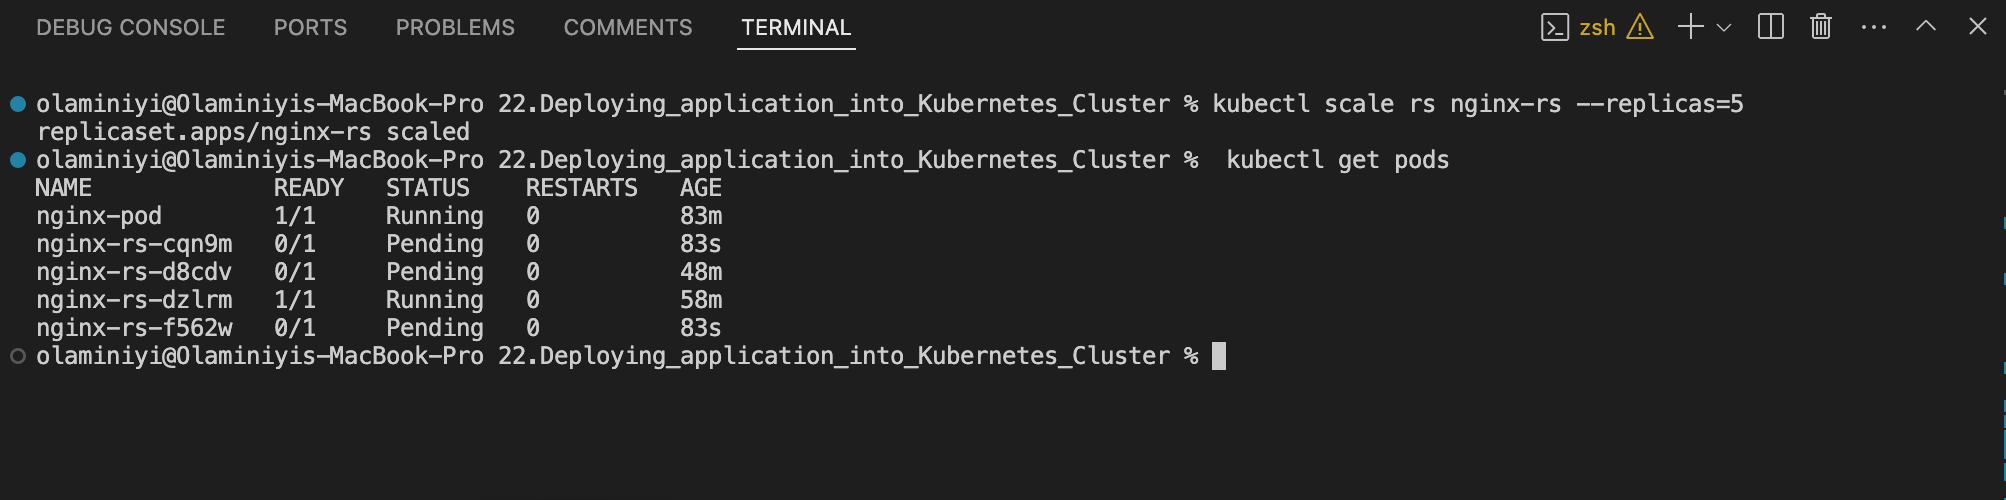 DEBUG CONSOLE PORTS PROBLEMS COMMENTS TERMINAL zsh
olaminiyi@Olaminiyis-MacBook-Pro 22.Deploying_application_into_Kubernetes_Cluster % kubectl scale rs nginx-rs --replicas=5
replicaset.apps/nginx-rs scaled
olaminiyi@Olaminiyis-MacBook-Pro 22.Deploying_application_into_Kubernetes_Cluster %  kubectl get pods
NAME             READY   STATUS    RESTARTS   AGE
nginx-pod        1/1     Running   0          83m
nginx-rs-cqn9m   0/1     Pending   0          83s
nginx-rs-d8cdv   0/1     Pending   0          48m
nginx-rs-dzlrm   1/1     Running   0          58m
nginx-rs-f562w   0/1     Pending   0          83s
olaminiyi@Olaminiyis-MacBook-Pro 22.Deploying_application_into_Kubernetes_Cluster %